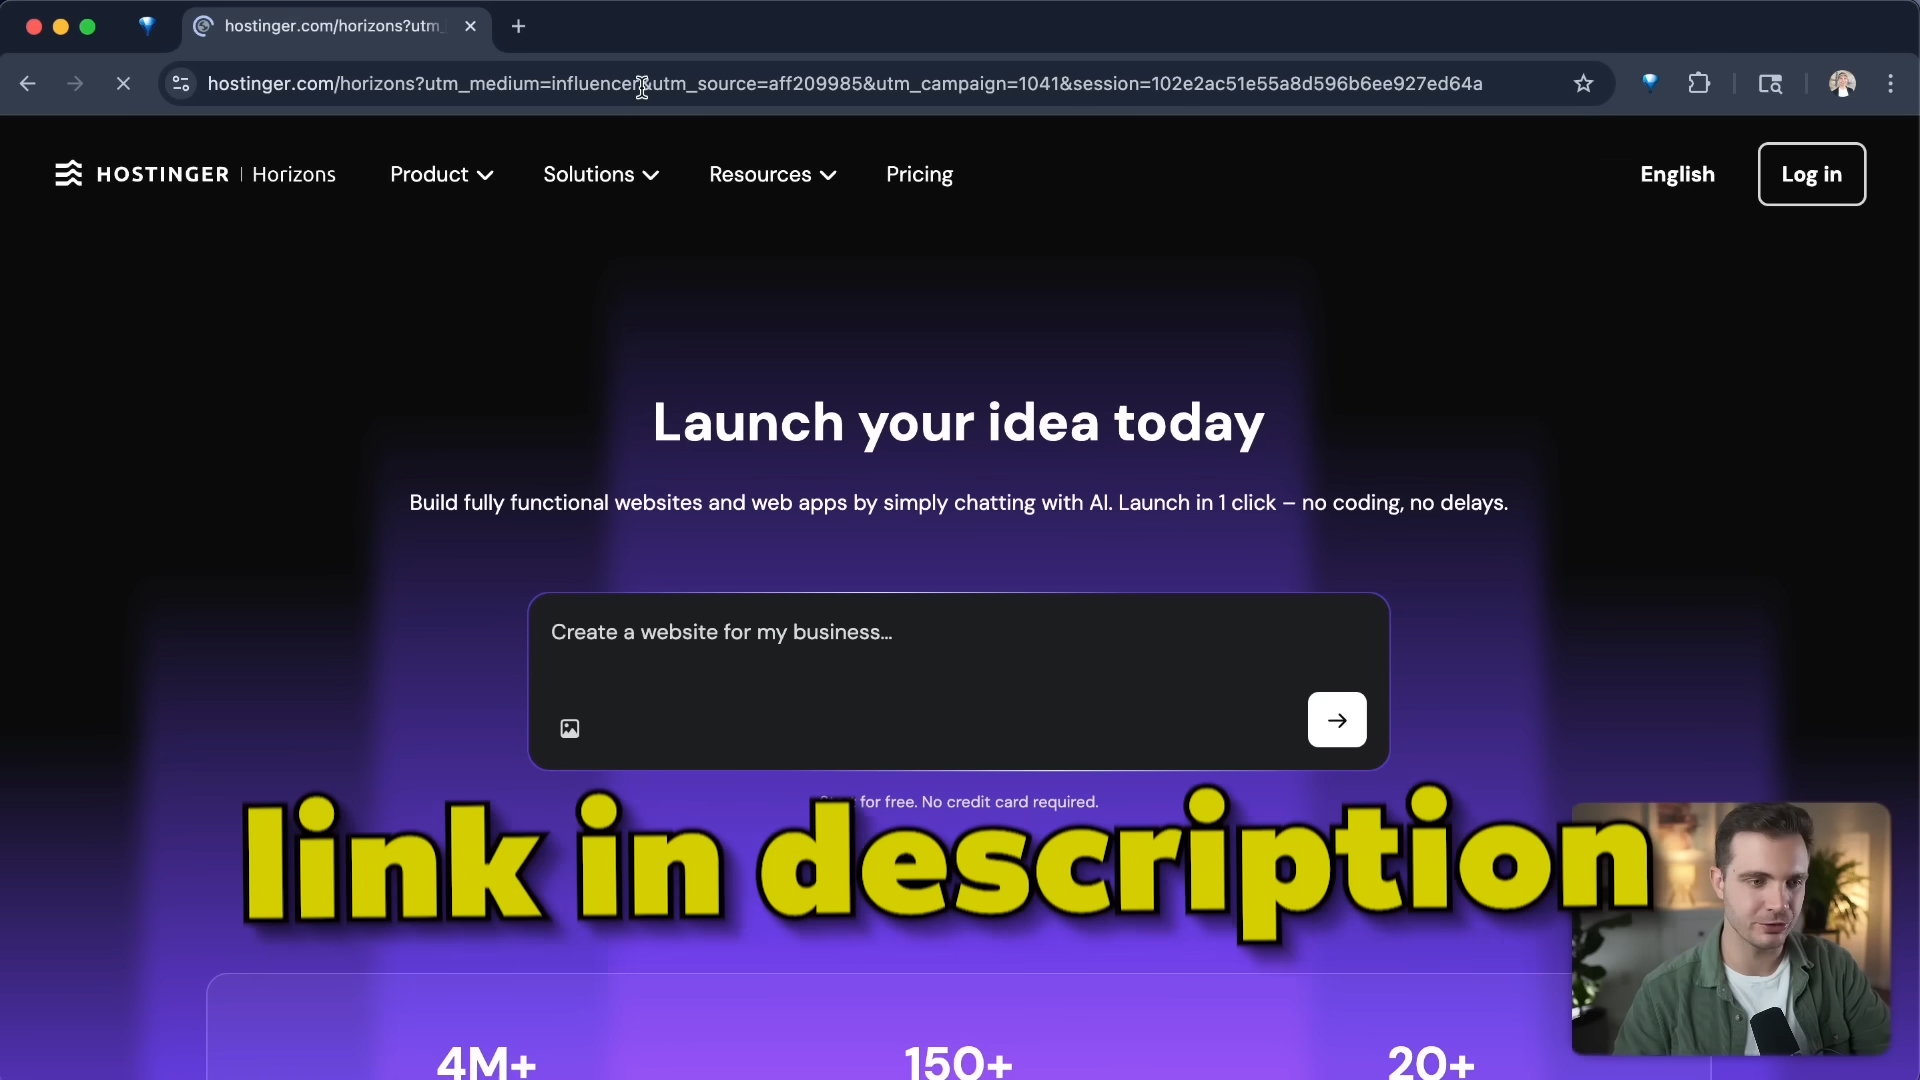 hostinger.com/horizons?utm_
hostinger.com/horizons?utm_medium=influencer&utm_source=aff209985&utm_campaign=1041&session=102e2ac51e55a8d596b6ee927ed64a
HOSTINGER | Horizons
Product
Solutions
Resources
Pricing
English
Log in
Launch your idea today
Build fully functional websites and web apps by simply chatting with AI. Launch in 1 click – no coding, no delays.
Create a website for my business...
for free. No credit card required.
link in description
4M+
150+
20+